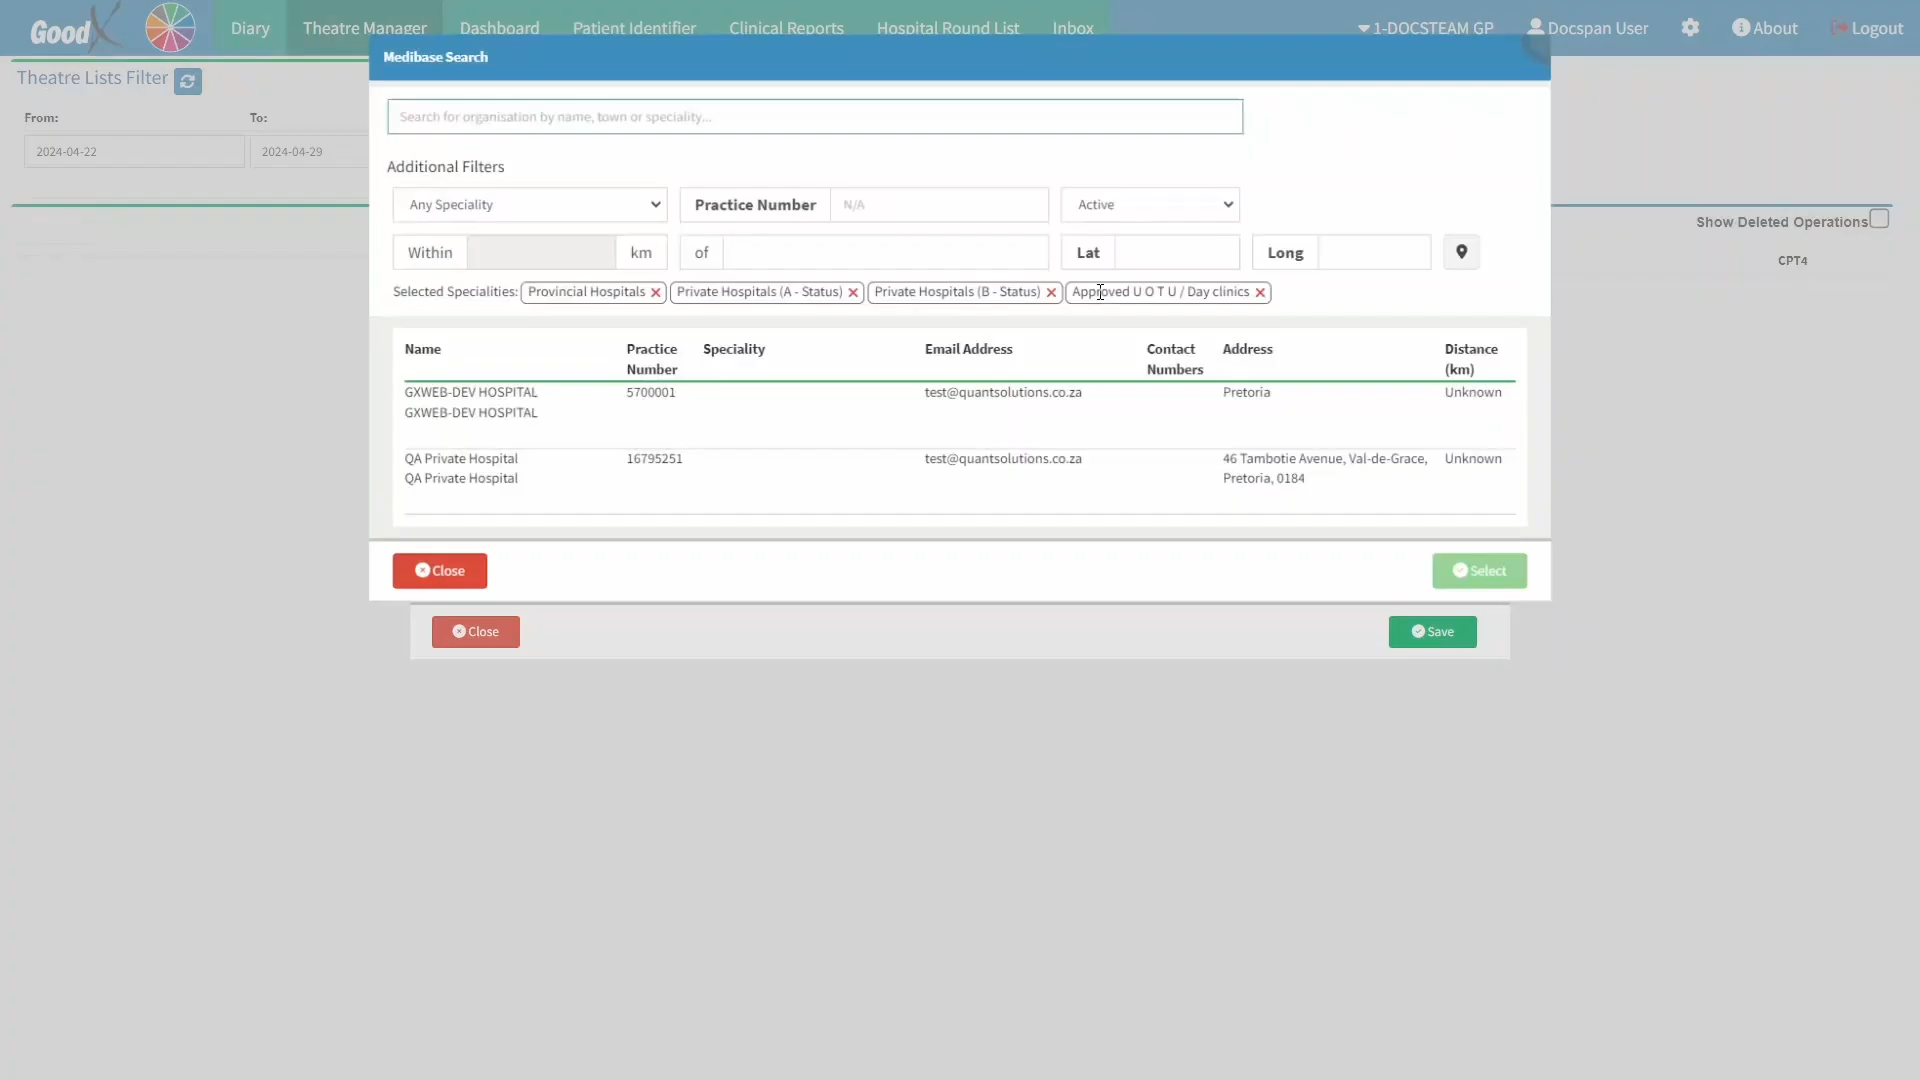 GoodX
Diary
Theatre Manager
Dashboard
Patient Identifier
Clinical Reports
Hospital Round List
Inbox
1-DOCSTEAM GP
Docspan User
About
Logout
Medibase Search
Theatre Lists Filter
From:
To:
2024-04-22
2024-04-29
Search for organisation by name, town or speciality...
Additional Filters
Any Speciality
Practice Number
N/A
Active
Show Deleted Operations
Within
km
of
Lat
Long
CPT4
Selected Specialities: Provincial Hospitals Private Hospitals (A - Status) Private Hospitals (B - Status) Approved U O T U / Day clinics
Name
Practice Number
Speciality
Email Address
Contact Numbers
Address
Distance (km)
GXWEB-DEV HOSPITAL
GXWEB-DEV HOSPITAL
5700001
test@quantsolutions.co.za
Pretoria
Unknown
QA Private Hospital
QA Private Hospital
16795251
test@quantsolutions.co.za
46 Tambotie Avenue, Val-de-Grace,
Pretoria, 0184
Unknown
Close
Select
Close
Save